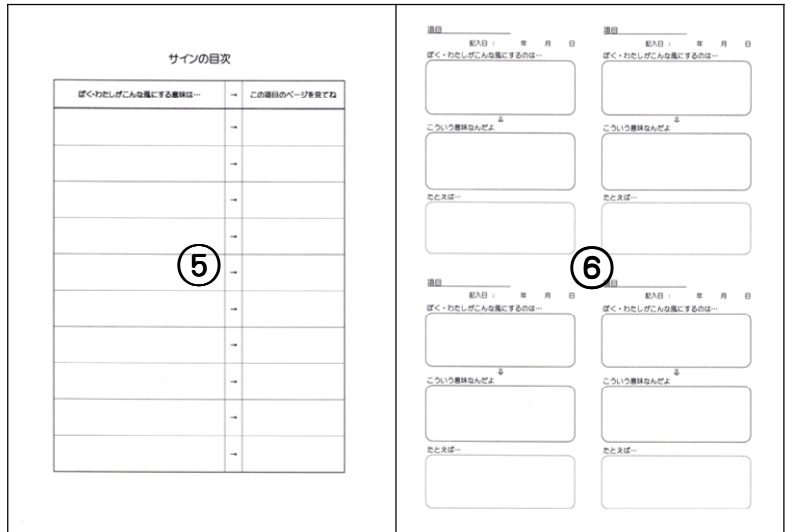 サインの目次
ぼく・わたしがこんな風にする意味は… → この項目のページを見てね
→
→
→
→
→
→
→
→
→
→
⑤
項目
記入日： 年 月 日
ぼく・わたしがこんな風にするのは…
⇩
こういう意味なんだよ
たとえば…
項目
記入日： 年 月 日
ぼく・わたしがこんな風にするのは…
⇩
こういう意味なんだよ
たとえば…
⑥
項目
記入日： 年 月 日
ぼく・わたしがこんな風にするのは…
⇩
こういう意味なんだよ
たとえば…
項目
記入日： 年 月 日
ぼく・わたしがこんな風にするのは…
⇩
こういう意味なんだよ
たとえば…